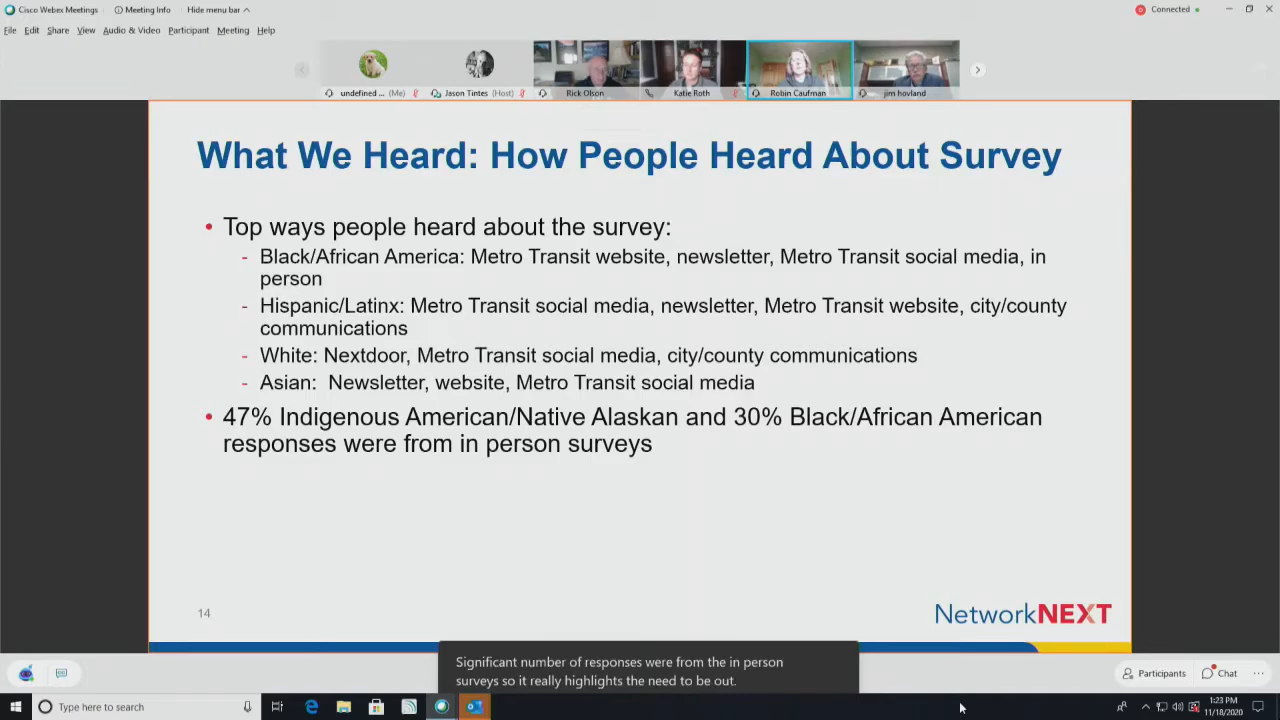 Cisco Webex Meetings Meeting Info Hide menu bar Connected
File Edit Share View Audio & Video Participant Meeting Help
undefined ... (Me) Jason Tintes (Host) Rick Olson Katie Roth Robin Caufman jim hovland
What We Heard: How People Heard About Survey
• Top ways people heard about the survey:
- Black/African America: Metro Transit website, newsletter, Metro Transit social media, in
person
- Hispanic/Latinx: Metro Transit social media, newsletter, Metro Transit website, city/county
communications
- White: Nextdoor, Metro Transit social media, city/county communications
- Asian: Newsletter, website, Metro Transit social media
• 47% Indigenous American/Native Alaskan and 30% Black/African American
responses were from in person surveys
14
NetworkNEXT
Significant number of responses were from the in person
surveys so it really highlights the need to be out.
Participants Chat
Type here to search
1:23 PM
11/18/2020